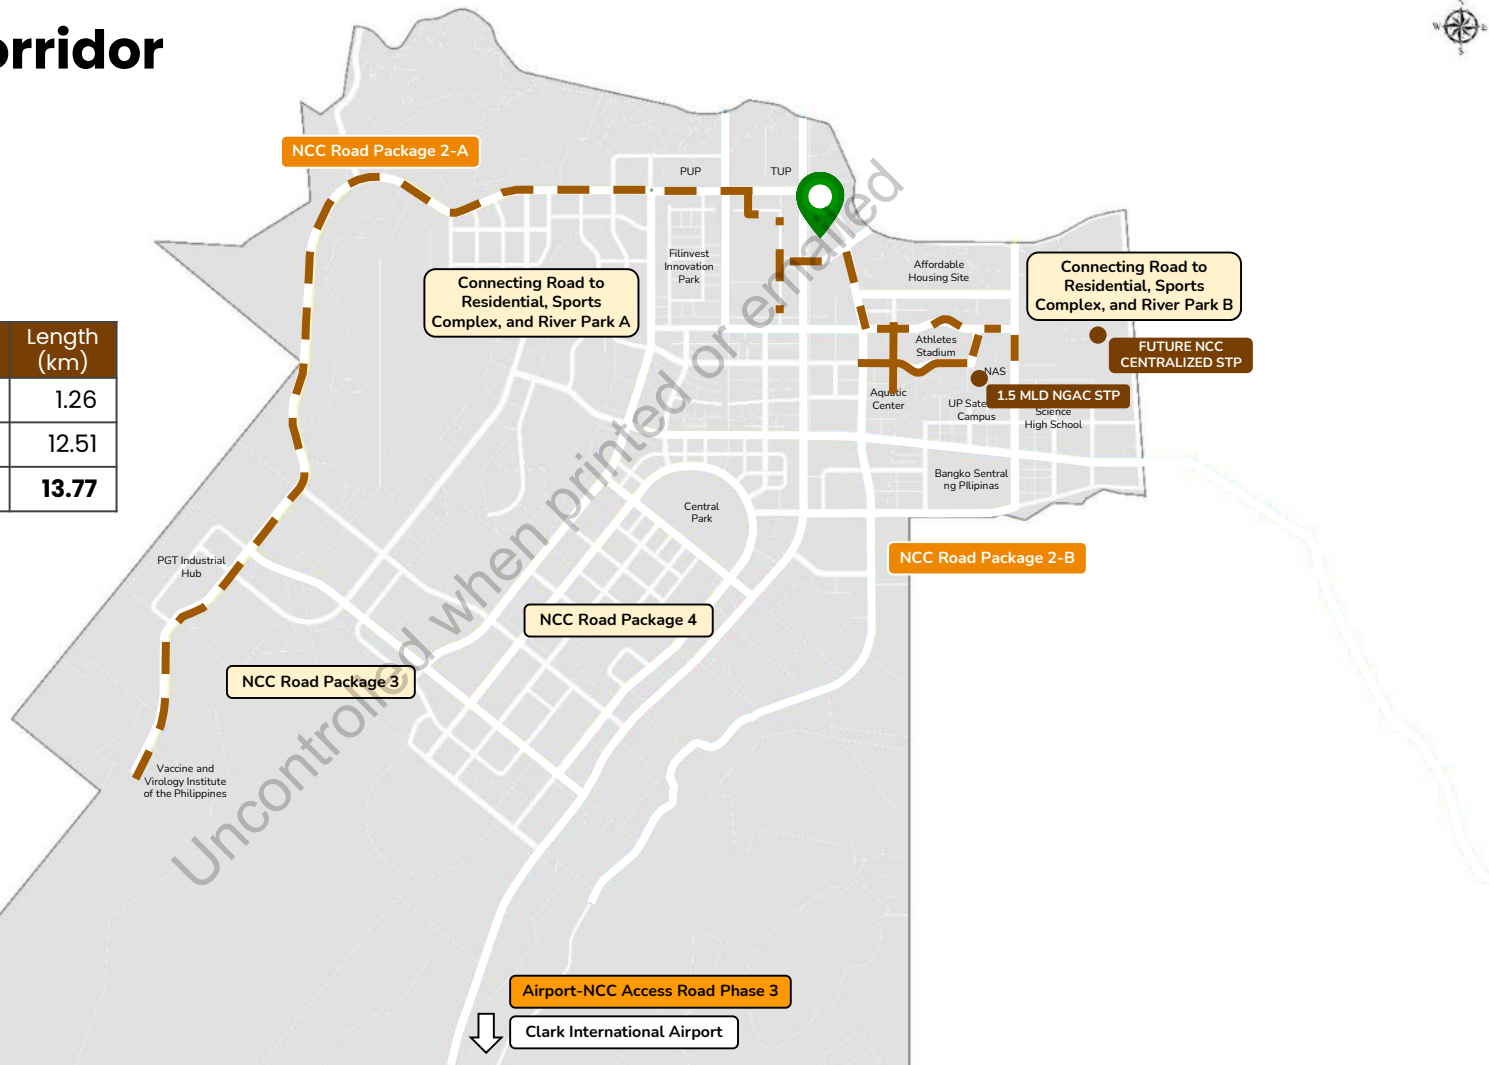 orridor
N
W
E
S
NCC Road Package 2-A
PUP
TUP
Filinvest
Innovation
Park
Affordable
Housing Site
Connecting Road to
Residential, Sports
Complex, and River Park A
Connecting Road to
Residential, Sports
Complex, and River Park B
FUTURE NCC
CENTRALIZED STP
Length
(km)
1.26
12.51
13.77
Athletes
Stadium
NAS
1.5 MLD NGAC STP
Aquatic
Center
UP Sate
Campus
Science
High School
Bangko Sentral
ng PIlipinas
Central
Park
NCC Road Package 2-B
PGT Industrial
Hub
NCC Road Package 4
NCC Road Package 3
Vaccine and
Virology Institute
of the Philippines
Airport-NCC Access Road Phase 3
Clark International Airport
Uncontrolled when printed or emailed